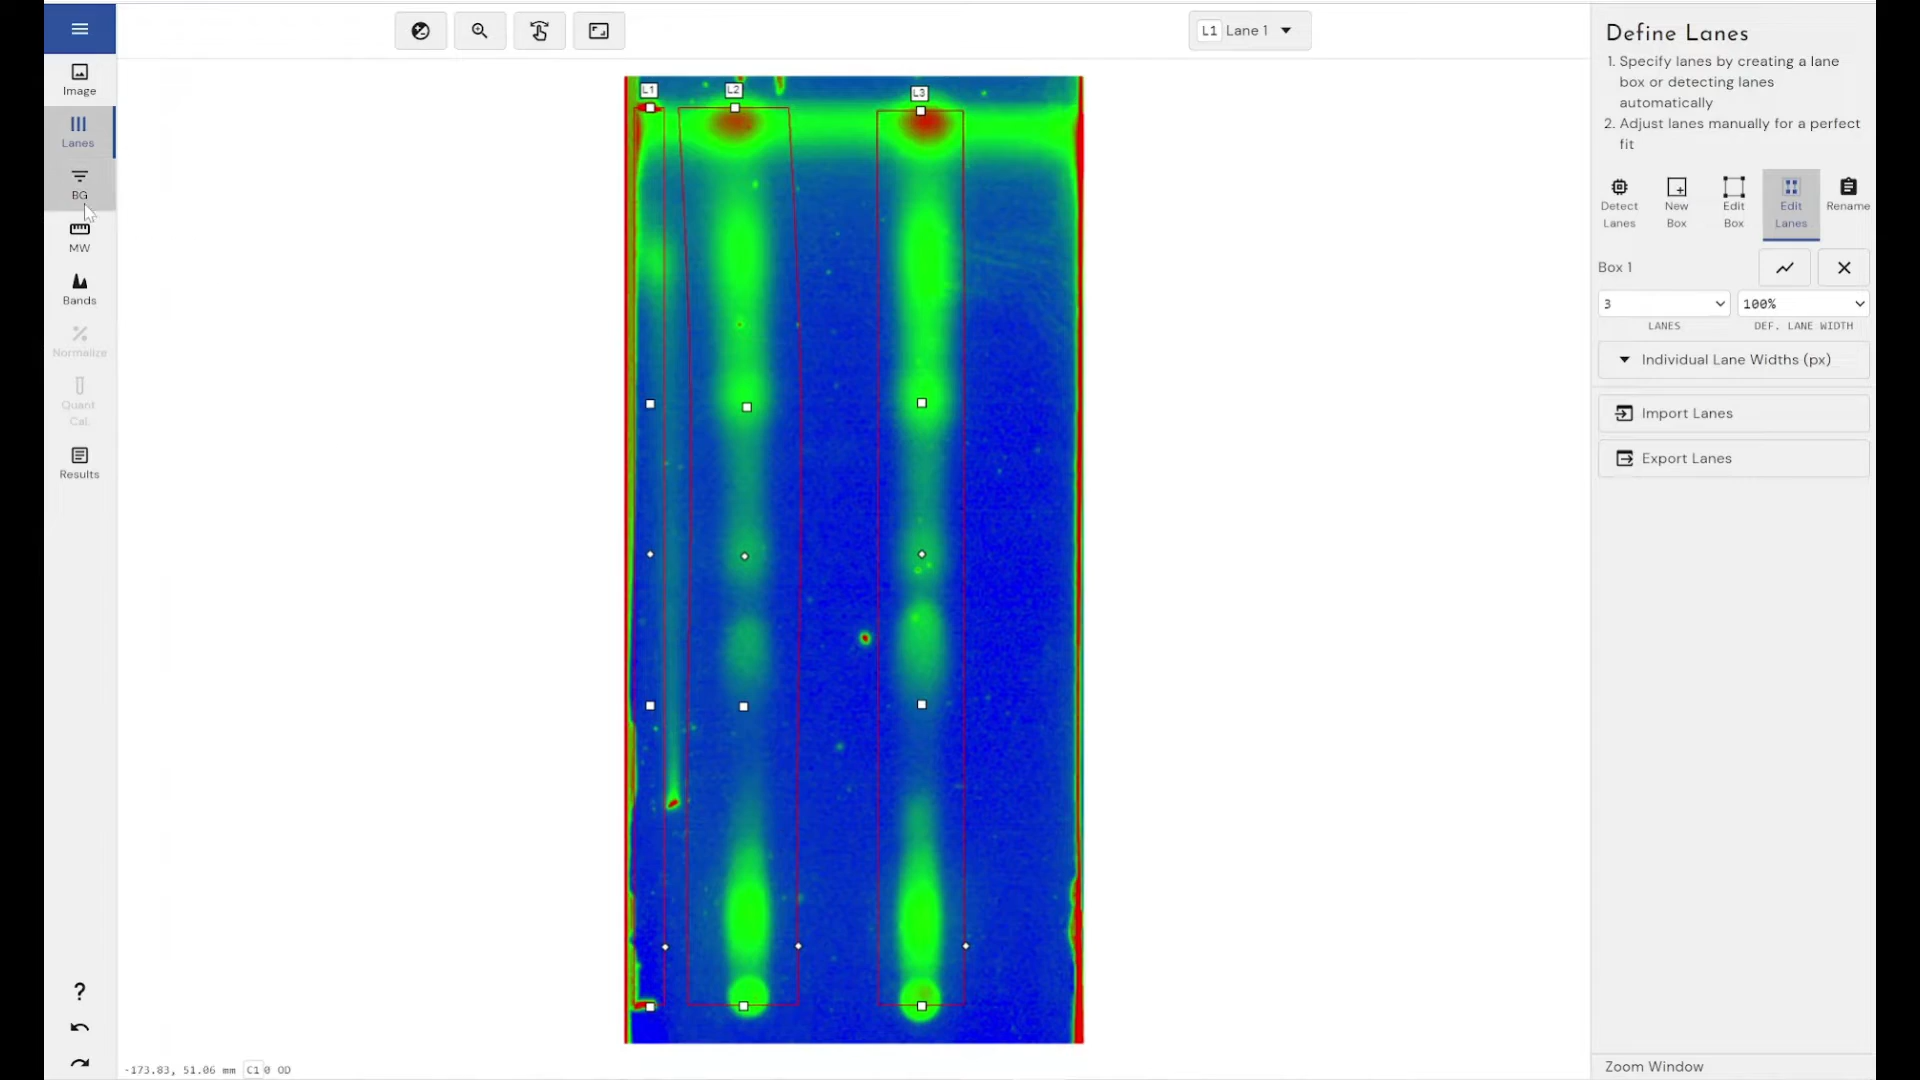 L1 Lane 1
Define Lanes
1. Specify lanes by creating a lane
box or detecting lanes
automatically
2. Adjust lanes manually for a perfect
fit
Detect
Lanes
New
Box
Edit
Box
Edit
Lanes
Rename
Box 1
3
100%
LANES
DEF. LANE WIDTH
Individual Lane Widths (px)
Import Lanes
Export Lanes
Zoom Window
Image
Lanes
BG
MW
Bands
Normalize
Quant
Cal.
Results
?
L1
L2
L3
-173.83, 51.06 mm C1 0 OD